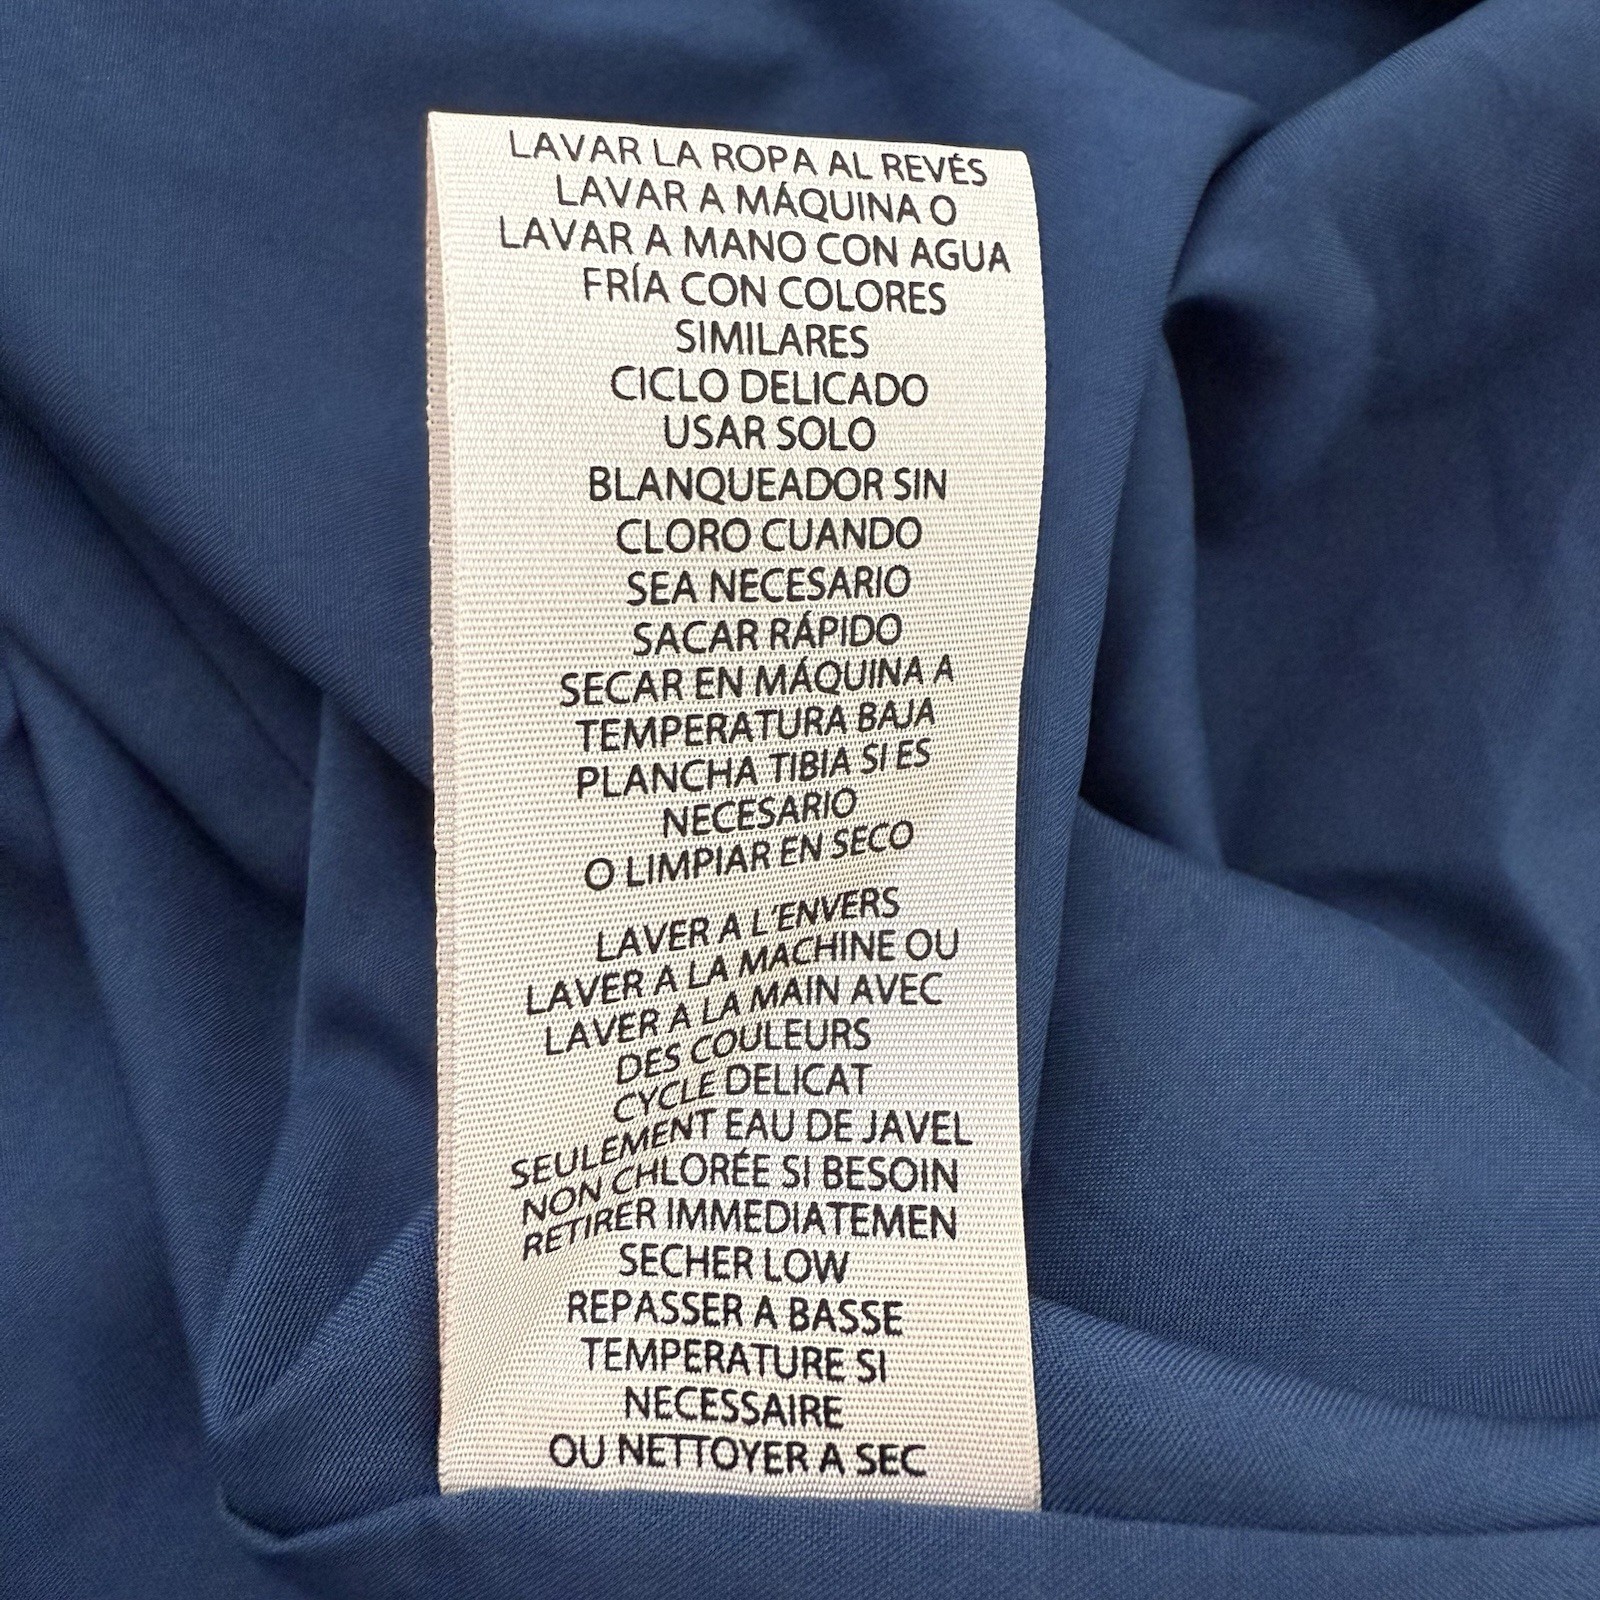 LAVAR LA ROPA AL REVÉS
LAVAR A MÁQUINA O
LAVAR A MANO CON AGUA
FRÍA CON COLORES
SIMILARES
CICLO DELICADO
USAR SOLO
BLANQUEADOR SIN
CLORO CUANDO
SEA NECESARIO
SACAR RÁPIDO
SECAR EN MÁQUINA A
TEMPERATURA BAJA
PLANCHA TIBIA SI ES
NECESARIO
O LIMPIAR EN SECO
LAVER A L'ENVERS
LAVER A LA MACHINE OU
LAVER A LA MAIN AVEC
DES COULEURS
CYCLE DELICAT
SEULEMENT EAU DE JAVEL
NON CHLORÉE SI BESOIN
RETIRER IMMEDIATEMEN
SECHER LOW
REPASSER A BASSE
TEMPERATURE SI
NECESSAIRE
OU NETTOYER A SEC